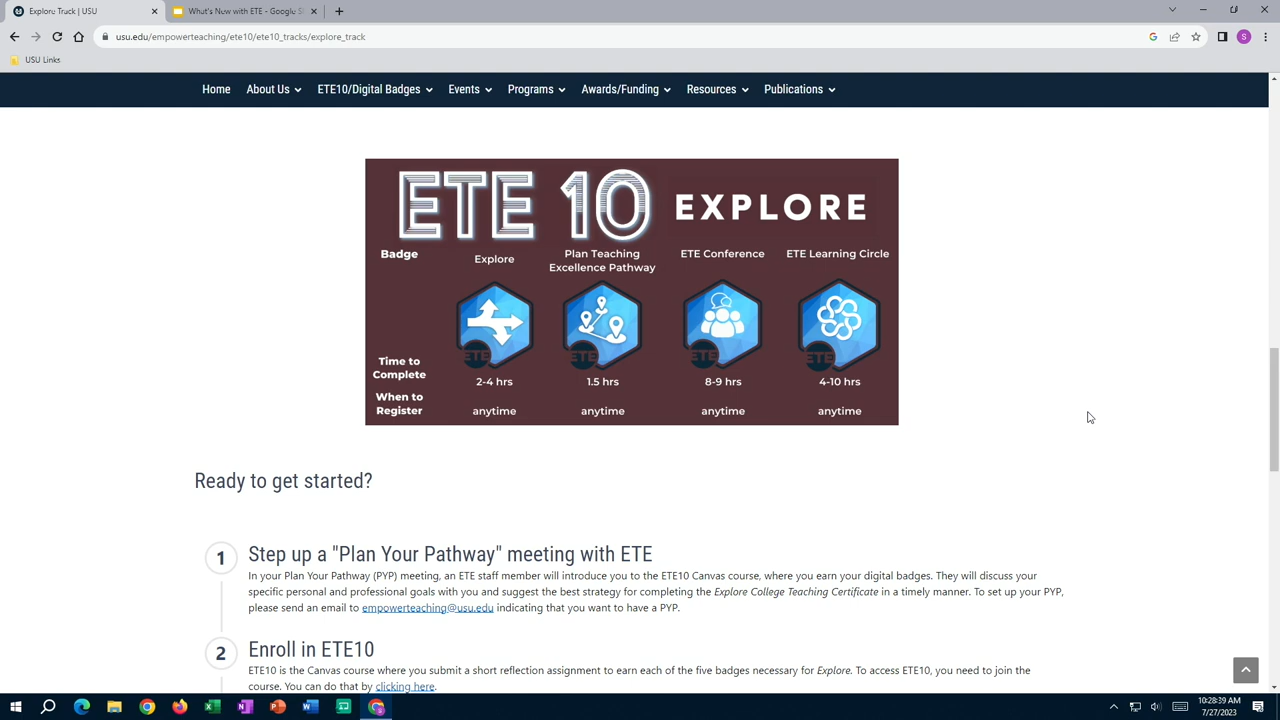 Explore Track | USU
What's New with ETE - Google S
usu.edu/empowerteaching/ete10/ete10_tracks/explore_track
S
USU Links
Home About Us ETE10/Digital Badges Events Programs Awards/Funding Resources Publications
ETE 10 EXPLORE
Badge
Explore
Plan Teaching
Excellence Pathway
ETE Conference
ETE Learning Circle
ETE
ETE
ETE
ETE
Time to
Complete
2-4 hrs
1.5 hrs
8-9 hrs
4-10 hrs
When to
Register
anytime
anytime
anytime
anytime
Ready to get started?
1
Step up a "Plan Your Pathway" meeting with ETE
In your Plan Your Pathway (PYP) meeting, an ETE staff member will introduce you to the ETE10 Canvas course, where you earn your digital badges. They will discuss your
specific personal and professional goals with you and suggest the best strategy for completing the Explore College Teaching Certificate in a timely manner. To set up your PYP,
please send an email to empowerteaching@usu.edu indicating that you want to have a PYP.
2
Enroll in ETE10
ETE10 is the Canvas course where you submit a short reflection assignment to earn each of the five badges necessary for Explore. To access ETE10, you need to join the
course. You can do that by clicking here.
10:28:39 AM
7/27/2023